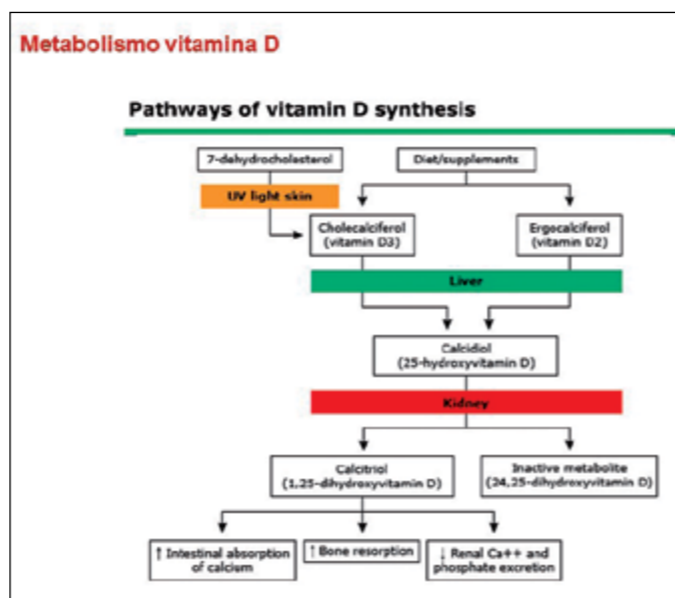 Metabolismo vitamina D
Pathways of vitamin D synthesis
7-dehydrocholasterol
Diet/supplements
UV light skin
Cholecalciferol
(vitamin D3)
Ergocalciferol
(vitamin D2)
Liver
Calcidiol
(25-hydroxyvitamin D)
Kidney
Calcitriol
(1,25-dihydroxyvitamin D)
Inactive metabolite
(24,25-dihydroxyvitamin D)
↑ Intestinal absorption
of calcium
↑ Bone resorption
↓ Renal Ca++ and
phosphate excretion